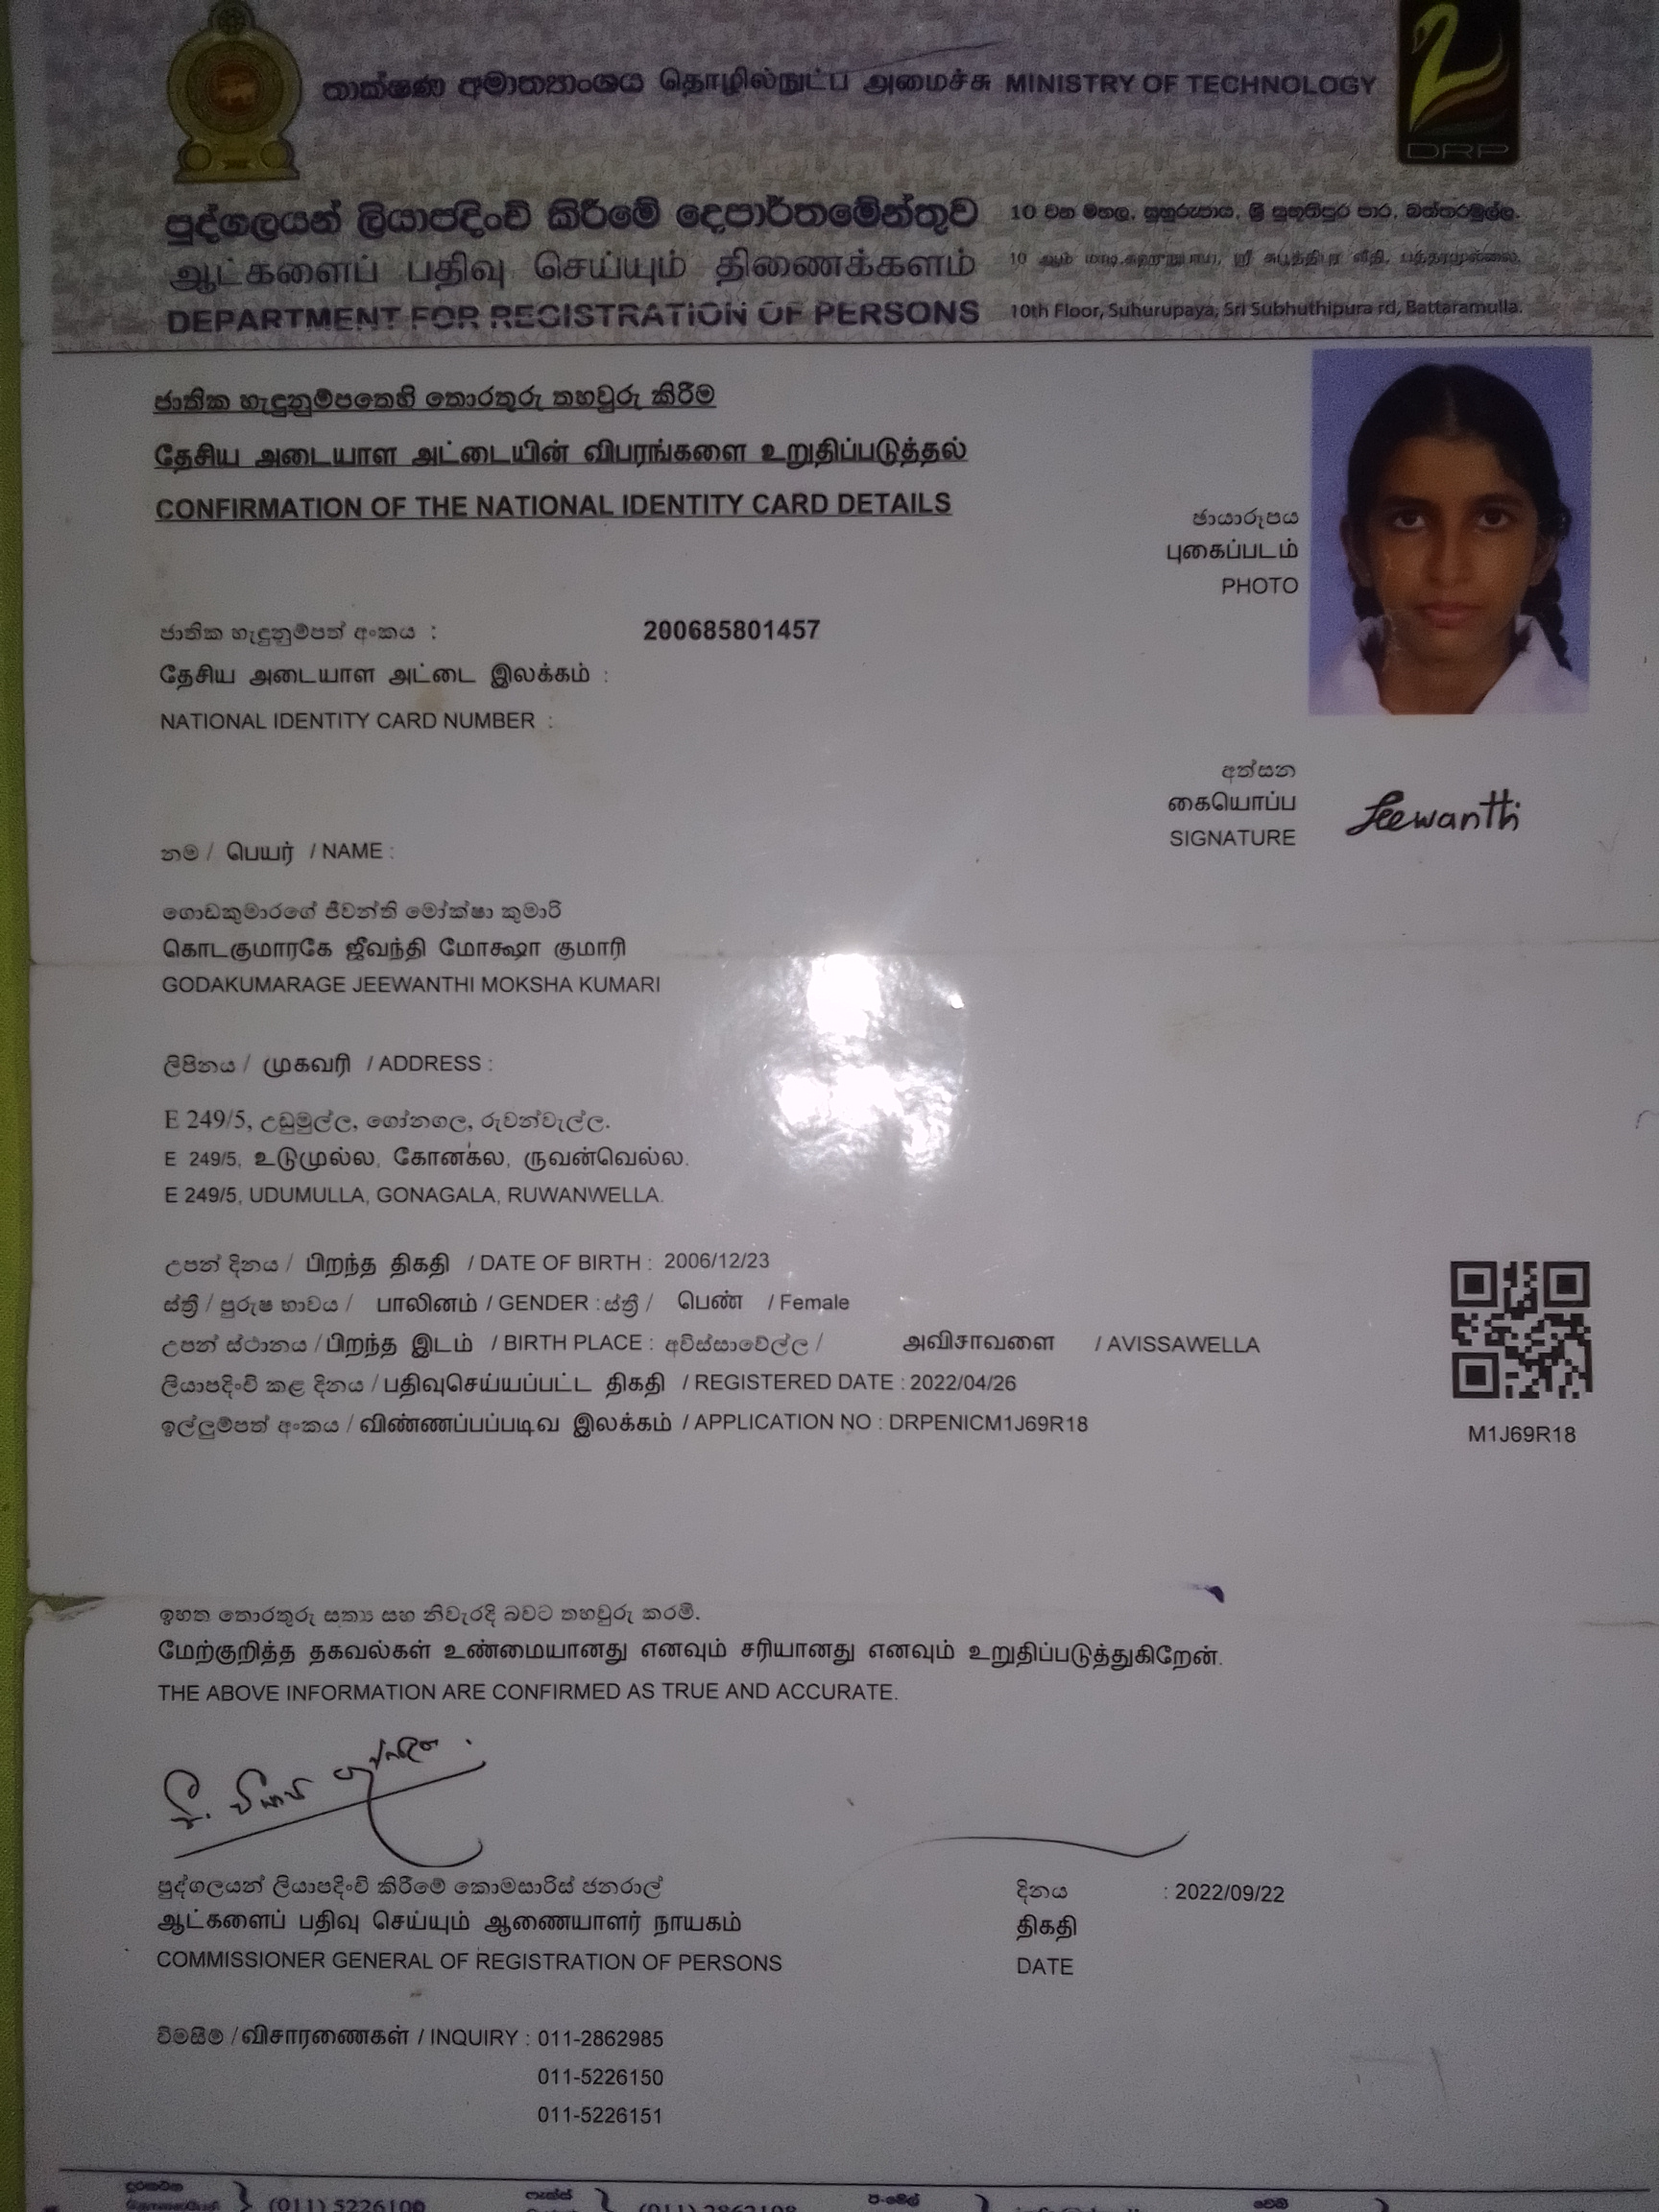 තාක්ෂණ අමාත්‍යාංශය தொழில்நுட்ப அமைச்சு MINISTRY OF TECHNOLOGY
DRP
පුද්ගලයන් ලියාපදිංචි කිරීමේ දෙපාර්තමේන්තුව 10 වන මහල, සුහුරුපාය, ශ්‍රී සුභූතිපුර පාර, බත්තරමුල්ල.
ஆட்களைப் பதிவு செய்யும் திணைக்களம் 10 ஆம் மாடி, சுஹுறுபாய, ஸ்ரீ சுபூத்திபுர வீதி, பத்தரமுல்லை.
DEPARTMENT FOR REGISTRATION OF PERSONS 10th Floor, Suhurupaya, Sri Subhuthipura rd, Battaramulla.
ජාතික හැඳුනුම්පතෙහි තොරතුරු තහවුරු කිරීම
தேசிய அடையாள அட்டையின் விபரங்களை உறுதிப்படுத்தல்
CONFIRMATION OF THE NATIONAL IDENTITY CARD DETAILS
ඡායාරූපය
புகைப்படம்
PHOTO
ජාතික හැඳුනුම්පත් අංකය : 200685801457
தேசிய அடையாள அட்டை இலக்கம் :
NATIONAL IDENTITY CARD NUMBER :
අත්සන
கையொப்ப
SIGNATURE
Jeewanthi
නම / பெயர் / NAME :
ගොඩකුමාරගේ ජීවන්ති මෝක්ෂා කුමාරි
கொடகுமாரகே ஜீவந்தி மோக்ஷா குமாரி
GODAKUMARAGE JEEWANTHI MOKSHA KUMARI
ලිපිනය / முகவரி / ADDRESS :
E 249/5, උඩුමුල්ල, ගෝනගල, රුවන්වැල්ල.
E 249/5, உடுமுல்ல, கோனக்ல, ருவன்வெல்ல.
E 249/5, UDUMULLA, GONAGALA, RUWANWELLA.
උපන් දිනය / பிறந்த திகதி / DATE OF BIRTH : 2006/12/23
ස්ත්‍රී / පුරුෂ භාවය / பாலினம் / GENDER : ස්ත්‍රී / பெண் / Female
උපන් ස්ථානය / பிறந்த இடம் / BIRTH PLACE : අවිස්සාවේල්ල / அவிசாவளை / AVISSAWELLA
ලියාපදිංචි කළ දිනය / பதிவுசெய்யப்பட்ட திகதி / REGISTERED DATE : 2022/04/26
ඉල්ලුම්පත් අංකය / விண்ணப்பப்படிவ இலக்கம் / APPLICATION NO : DRPENICM1J69R18
M1J69R18
ඉහත තොරතුරු සත්‍ය සහ නිවැරදි බවට තහවුරු කරමි.
மேற்குறித்த தகவல்கள் உண்மையானது எனவும் சரியானது எனவும் உறுதிப்படுத்துகிறேன்.
THE ABOVE INFORMATION ARE CONFIRMED AS TRUE AND ACCURATE.
පුද්ගලයන් ලියාපදිංචි කිරීමේ කොමසාරිස් ජනරාල්
ஆட்களைப் பதிவு செய்யும் ஆணையாளர் நாயகம்
COMMISSIONER GENERAL OF REGISTRATION OF PERSONS
දිනය : 2022/09/22
திகதி
DATE
විමසීම් / விசாரணைகள் / INQUIRY : 011-2862985
011-5226150
011-5226151
දුරකථන (011) 5226100 ෆැක්ස්